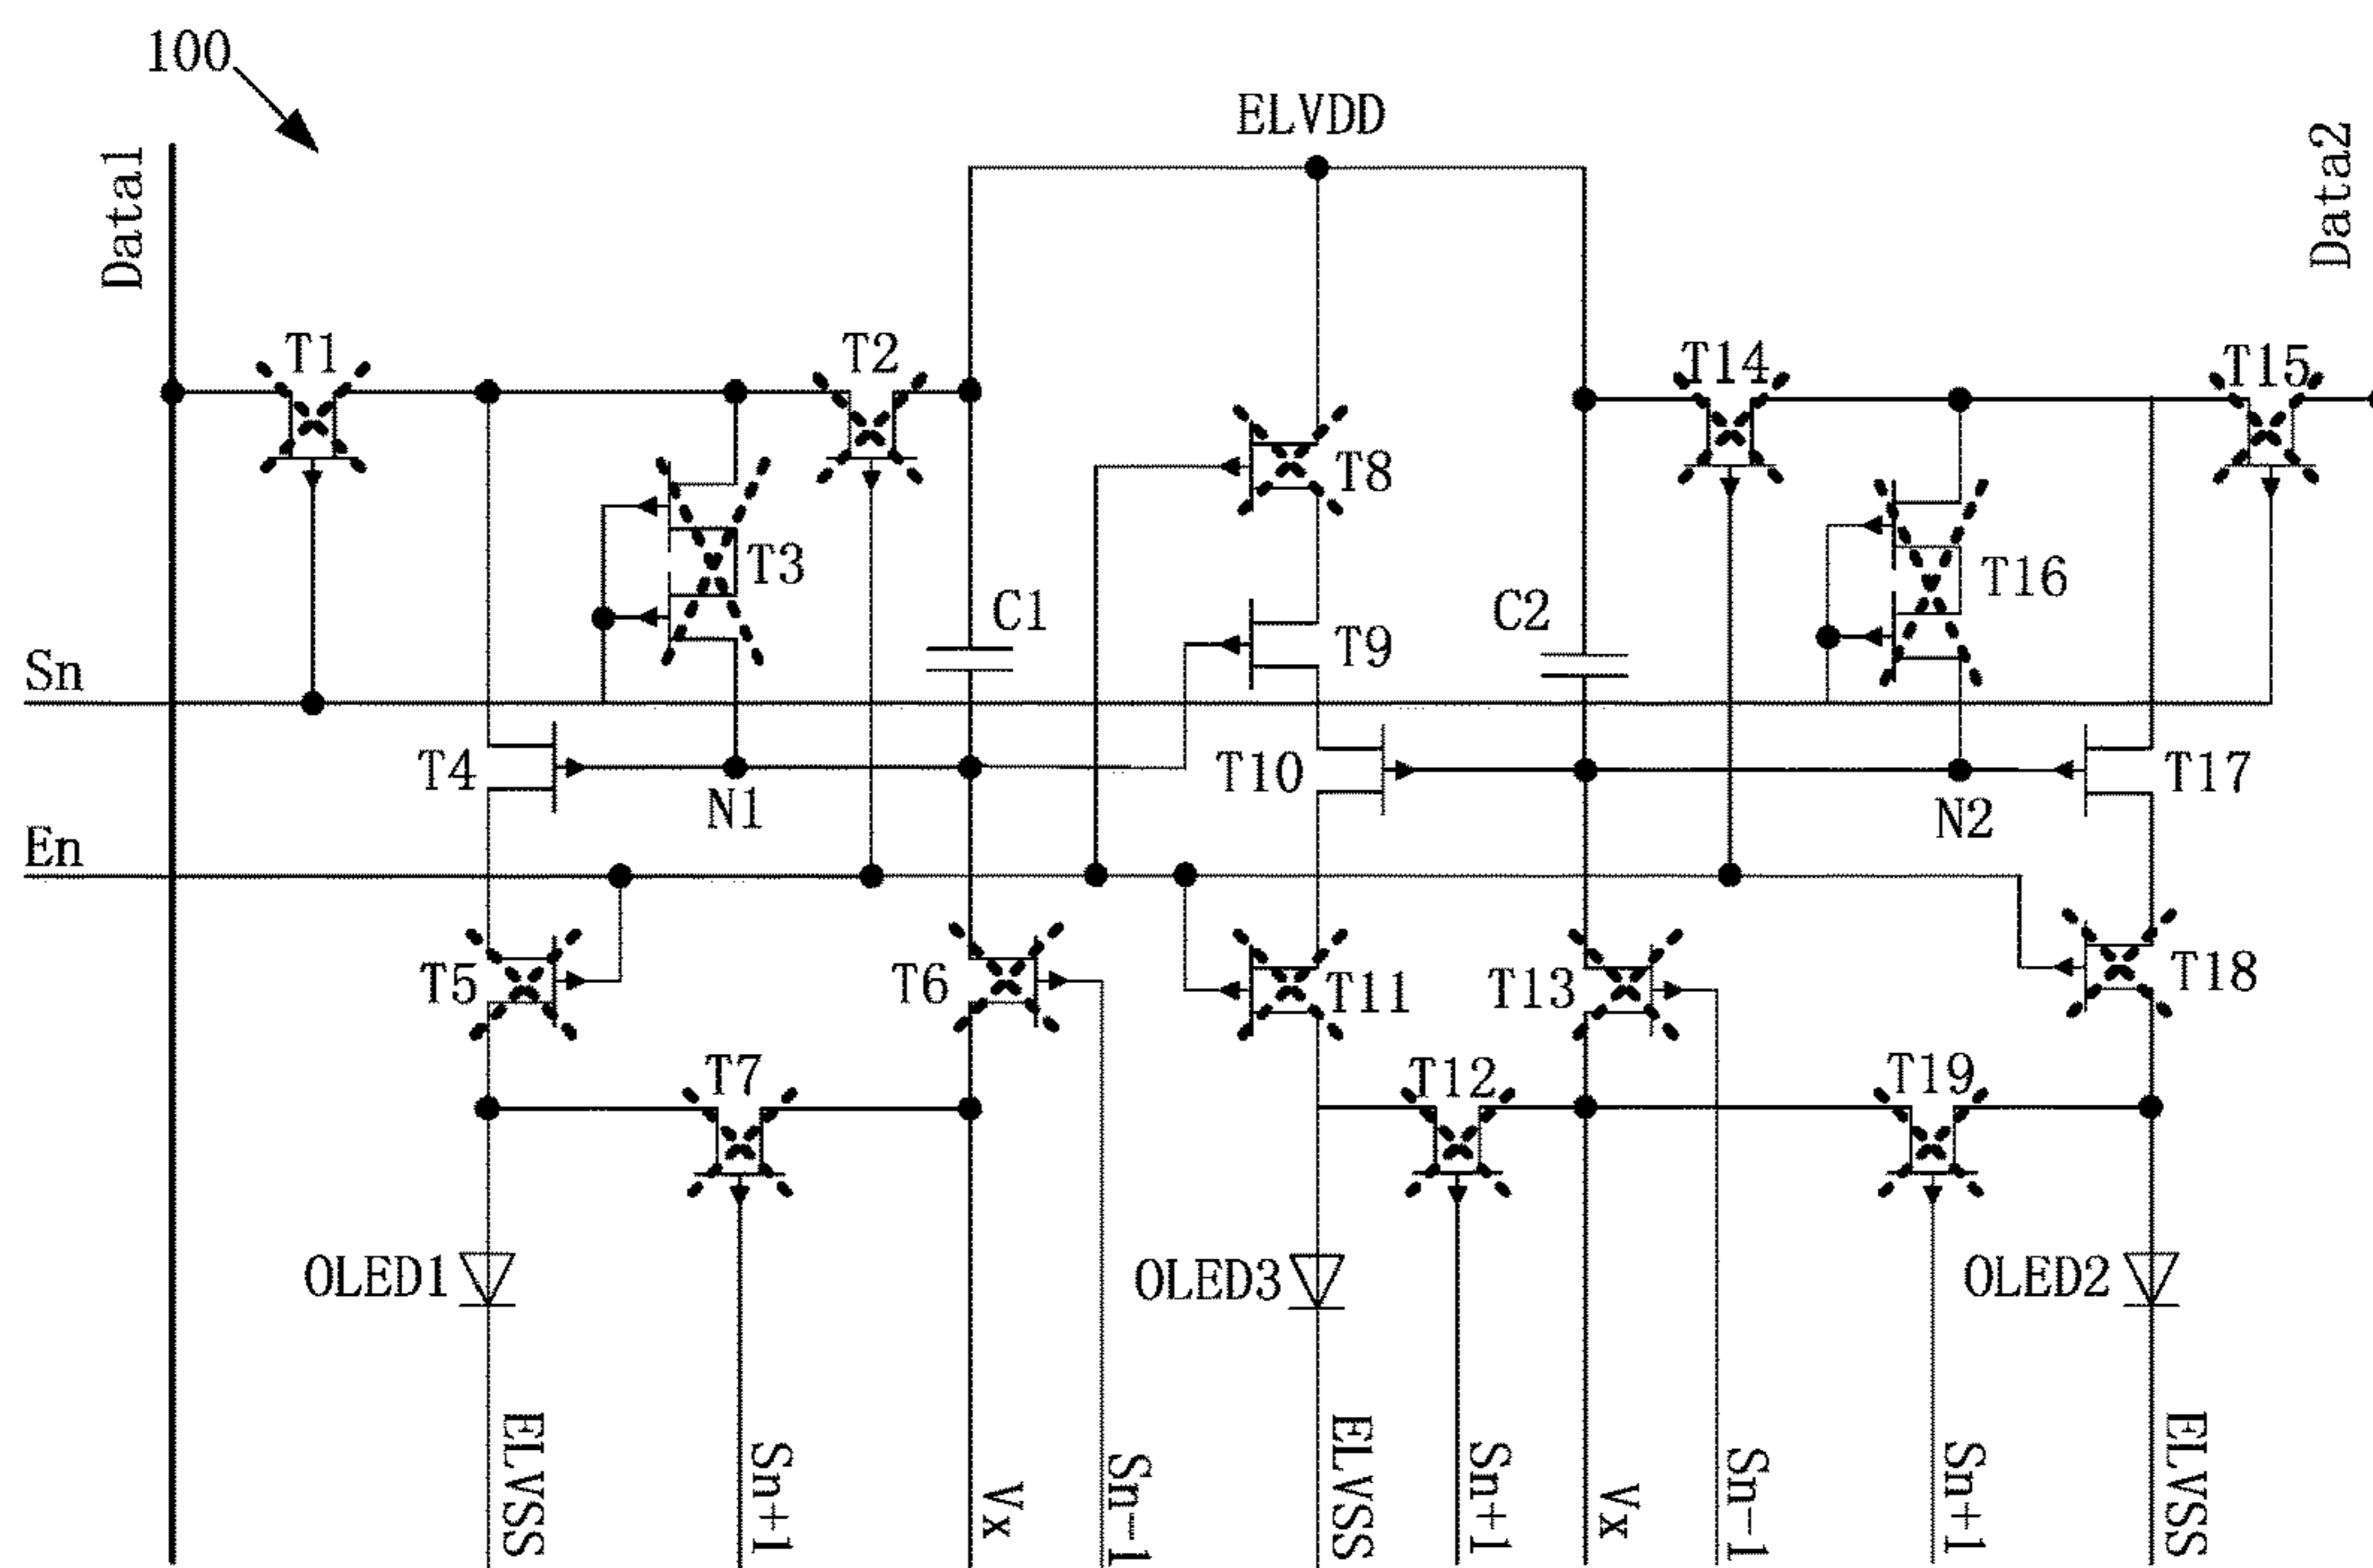 100
ELVDD
Data1
Data2
T1
T2
T14
T15
T8
T3
T16
C1
C2
T9
Sn
T4
N1
T10
N2
T17
En
T5
T6
T11
T13
T18
T7
T12
T19
OLED1
OLED3
OLED2
ELVSS
Sn+1
Vx
Sn-1
ELVSS
Sn+1
Vx
Sn-1
Sn+1
ELVSS